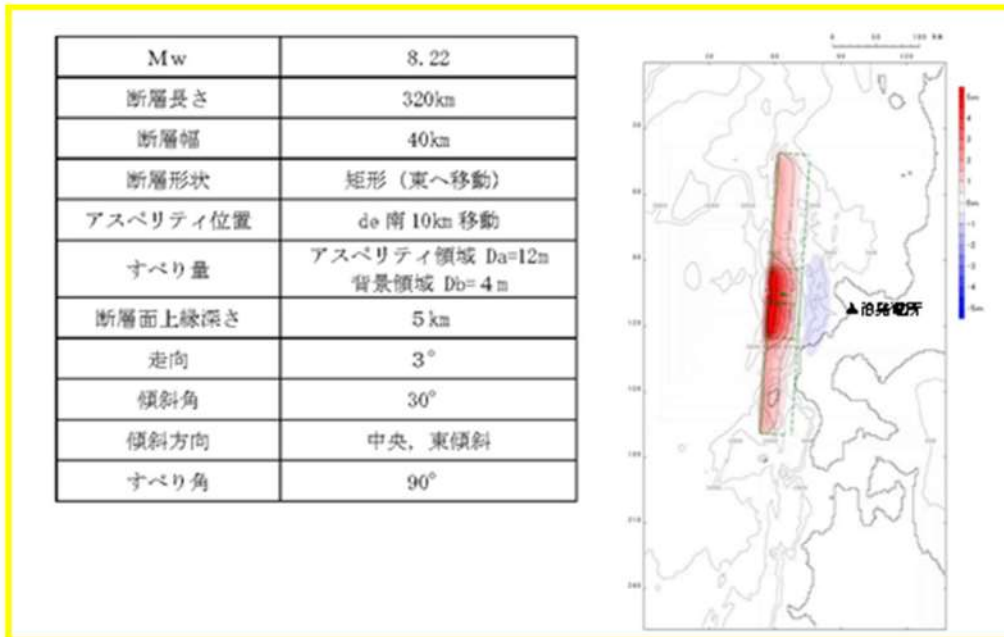 Mw 8.22
断層長さ 320km
断層幅 40km
断層形状 矩形（東へ移動）
アスペリティ位置 de 南 10km 移動
すべり量 アスペリティ領域 Da=12m
背景領域 Db=４m
断層面上縁深さ 5km
走向 3°
傾斜角 30°
傾斜方向 中央，東傾斜
すべり角 90°
0 50 100 KM
泊発電所